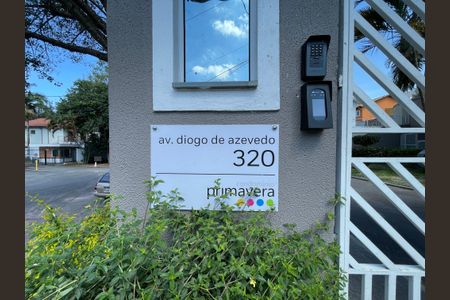 av. diogo de azevedo
320
primavera